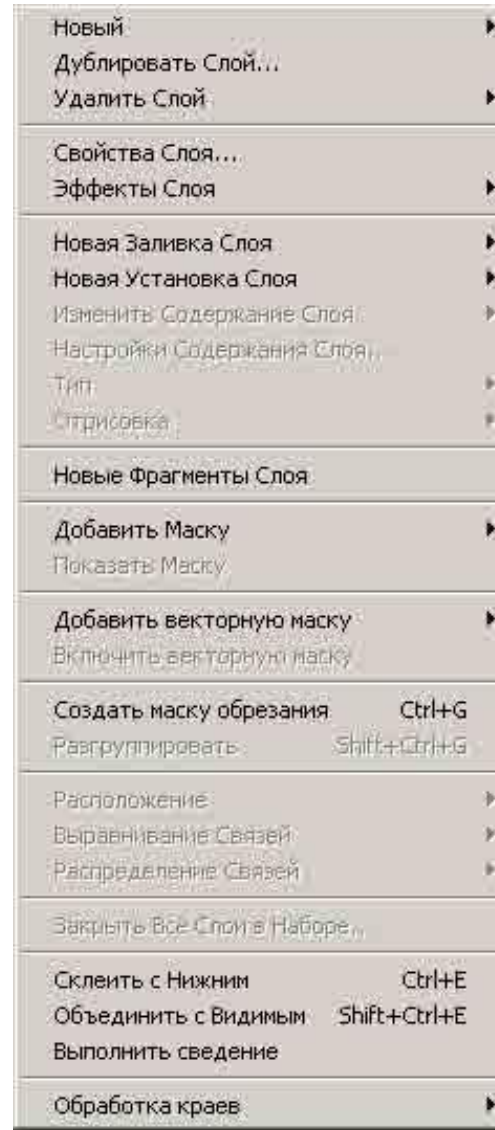 Новый
Дублировать Слой...
Удалить Слой
Свойства Слоя...
Эффекты Слоя
Новая Заливка Слоя
Новая Установка Слоя
Изменить Содержание Слоя
Настройки Содержания Слоя...
Тип
Отрисовка
Новые Фрагменты Слоя
Добавить Маску
Показать Маску
Добавить векторную маску
Включить векторную маску
Создать маску обрезания Ctrl+G
Разгруппировать Shift+Ctrl+G
Расположение
Выравнивание Связей
Распределение Связей
Закрыть Все Слои в Наборе...
Склеить с Нижним Ctrl+E
Объединить с Видимым Shift+Ctrl+E
Выполнить сведение
Обработка краев